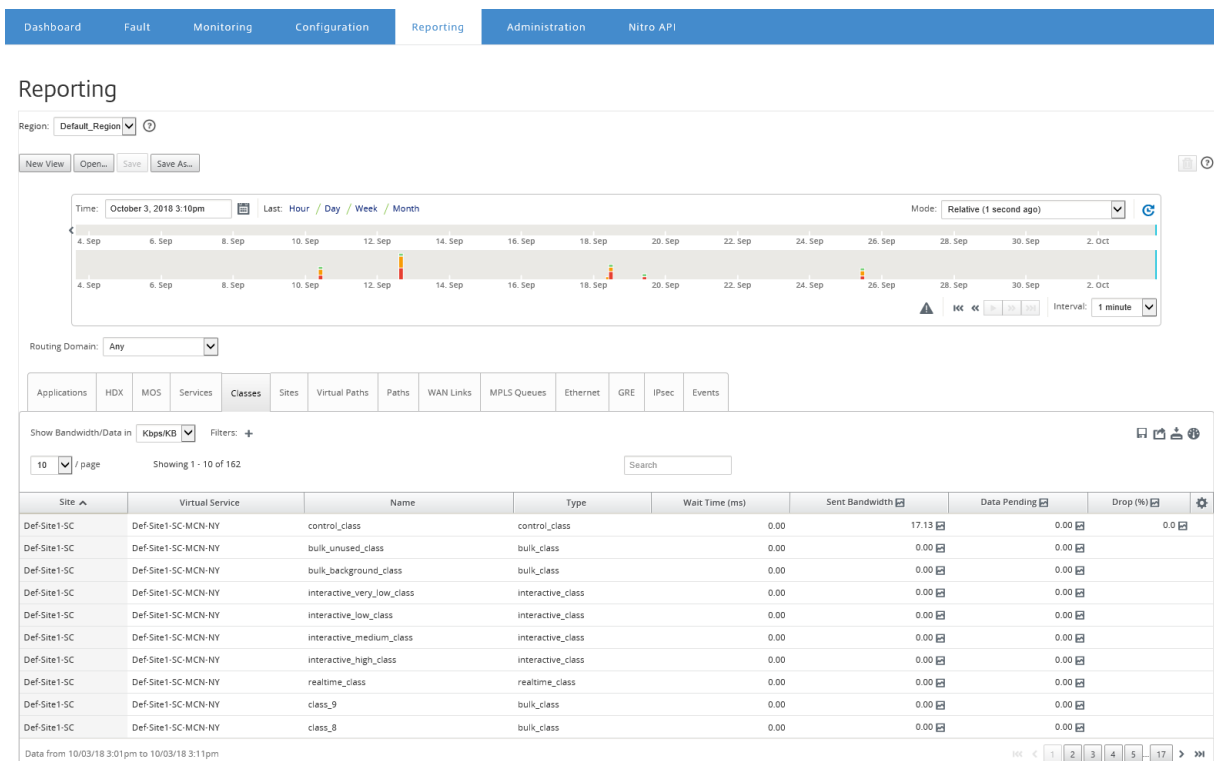 Dashboard Fault Monitoring Configuration Reporting Administration Nitro API
Reporting
Region: Default_Region
New View Open... Save Save As...
Time: October 3, 2018 3:10pm Last: Hour / Day / Week / Month Mode: Relative (1 second ago)
4. Sep 6. Sep 8. Sep 10. Sep 12. Sep 14. Sep 16. Sep 18. Sep 20. Sep 22. Sep 24. Sep 26. Sep 28. Sep 30. Sep 2. Oct
4. Sep 6. Sep 8. Sep 10. Sep 12. Sep 14. Sep 16. Sep 18. Sep 20. Sep 22. Sep 24. Sep 26. Sep 28. Sep 30. Sep 2. Oct
Interval: 1 minute
Routing Domain: Any
Applications HDX MOS Services Classes Sites Virtual Paths Paths WAN Links MPLS Queues Ethernet GRE IPsec Events
Show Bandwidth/Data in Kbps/KB Filters: +
10 / page Showing 1 - 10 of 162 Search
Site Virtual Service Name Type Wait Time (ms) Sent Bandwidth Data Pending Drop (%)
Def-Site1-SC Def-Site1-SC-MCN-NY control_class control_class 0.00 17.13 0.00 0.0
Def-Site1-SC Def-Site1-SC-MCN-NY bulk_unused_class bulk_class 0.00 0.00 0.00
Def-Site1-SC Def-Site1-SC-MCN-NY bulk_background_class bulk_class 0.00 0.00 0.00
Def-Site1-SC Def-Site1-SC-MCN-NY interactive_very_low_class interactive_class 0.00 0.00 0.00
Def-Site1-SC Def-Site1-SC-MCN-NY interactive_low_class interactive_class 0.00 0.00 0.00
Def-Site1-SC Def-Site1-SC-MCN-NY interactive_medium_class interactive_class 0.00 0.00 0.00
Def-Site1-SC Def-Site1-SC-MCN-NY interactive_high_class interactive_class 0.00 0.00 0.00
Def-Site1-SC Def-Site1-SC-MCN-NY realtime_class realtime_class 0.00 0.00 0.00
Def-Site1-SC Def-Site1-SC-MCN-NY class_9 bulk_class 0.00 0.00 0.00
Def-Site1-SC Def-Site1-SC-MCN-NY class_8 bulk_class 0.00 0.00 0.00
Data from 10/03/18 3:01pm to 10/03/18 3:11pm 1 2 3 4 5 ... 17